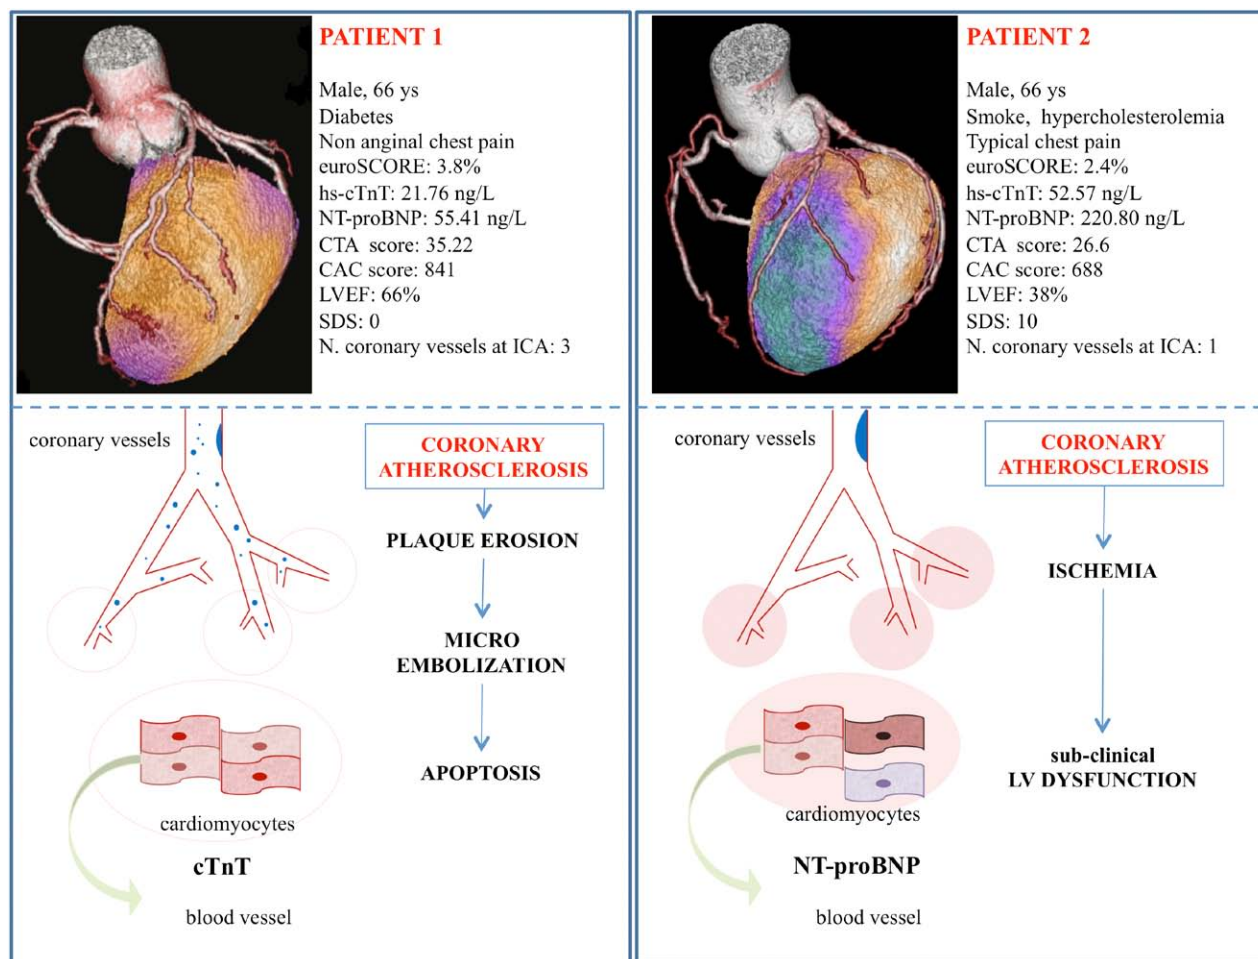 PATIENT 1
Male, 66 ys
Diabetes
Non anginal chest pain
euroSCORE: 3.8%
hs-cTnT: 21.76 ng/L
NT-proBNP: 55.41 ng/L
CTA score: 35.22
CAC score: 841
LVEF: 66%
SDS: 0
N. coronary vessels at ICA: 3
coronary vessels
CORONARY
ATHEROSCLEROSIS
PLAQUE EROSION
MICRO
EMBOLIZATION
APOPTOSIS
cardiomyocytes
cTnT
blood vessel
PATIENT 2
Male, 66 ys
Smoke, hypercholesterolemia
Typical chest pain
euroSCORE: 2.4%
hs-cTnT: 52.57 ng/L
NT-proBNP: 220.80 ng/L
CTA score: 26.6
CAC score: 688
LVEF: 38%
SDS: 10
N. coronary vessels at ICA: 1
coronary vessels
CORONARY
ATHEROSCLEROSIS
ISCHEMIA
sub-clinical
LV DYSFUNCTION
cardiomyocytes
NT-proBNP
blood vessel